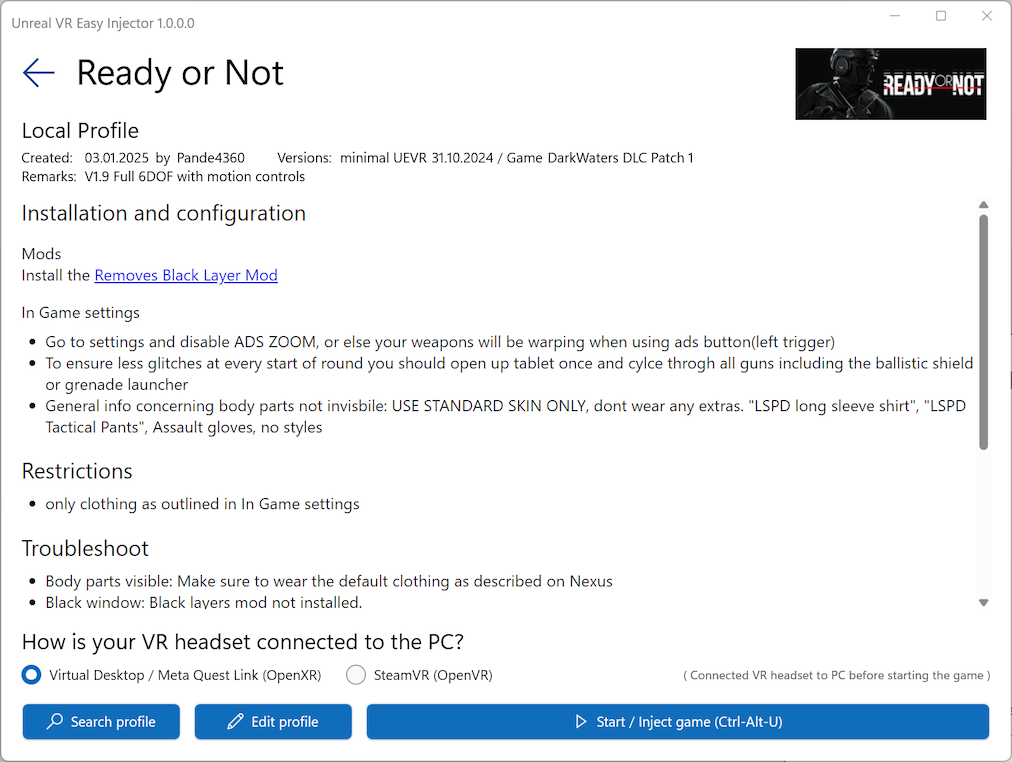 Unreal VR Easy Injector 1.0.0.0
Ready or Not
READY OR NOT
Local Profile
Created: 03.01.2025 by Pande4360 Versions: minimal UEVR 31.10.2024 / Game DarkWaters DLC Patch 1
Remarks: V1.9 Full 6DOF with motion controls
Installation and configuration
Mods
Install the Removes Black Layer Mod
In Game settings
• Go to settings and disable ADS ZOOM, or else your weapons will be warping when using ads button(left trigger)
• To ensure less glitches at every start of round you should open up tablet once and cylce throgh all guns including the ballistic shield
or grenade launcher
• General info concerning body parts not invisbile: USE STANDARD SKIN ONLY, dont wear any extras. "LSPD long sleeve shirt", "LSPD
Tactical Pants", Assault gloves, no styles
Restrictions
• only clothing as outlined in In Game settings
Troubleshoot
• Body parts visible: Make sure to wear the default clothing as described on Nexus
• Black window: Black layers mod not installed.
How is your VR headset connected to the PC?
Virtual Desktop / Meta Quest Link (OpenXR) SteamVR (OpenVR) ( Connected VR headset to PC before starting the game )
Search profile Edit profile Start / Inject game (Ctrl-Alt-U)